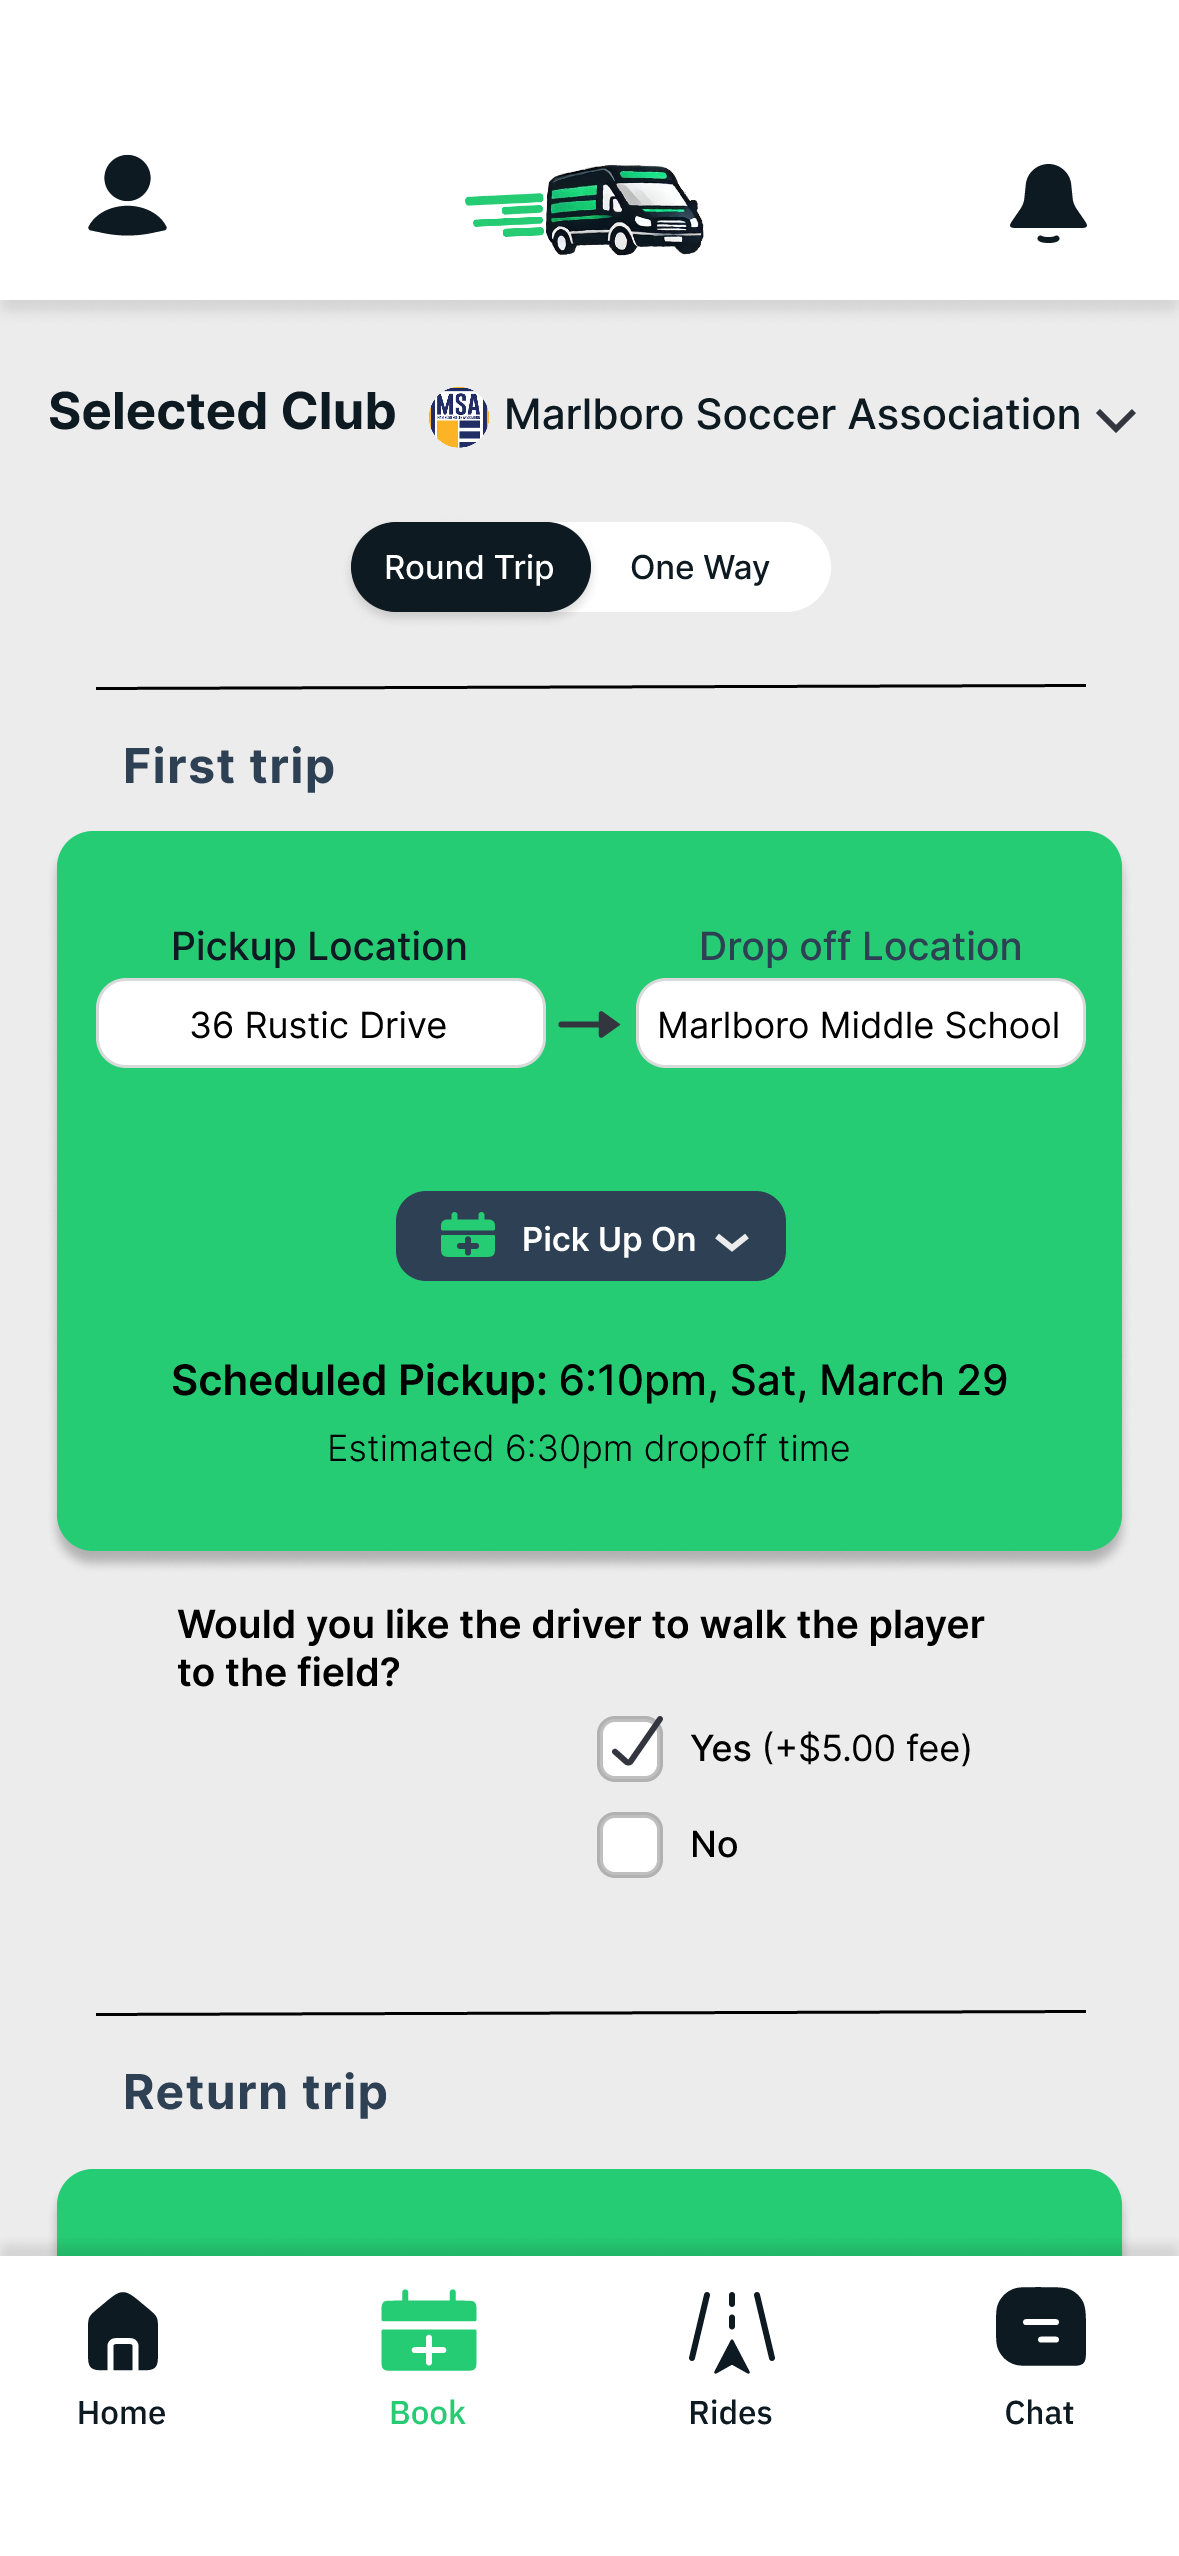 Selected Club
MSA
Marlboro Soccer Association
Round Trip
One Way
First trip
Pickup Location
Drop off Location
36 Rustic Drive
Marlboro Middle School
Pick Up On
Scheduled Pickup: 6:10pm, Sat, March 29
Estimated 6:30pm dropoff time
Would you like the driver to walk the player
to the field?
Yes (+$5.00 fee)
No
Return trip
Home
Book
Rides
Chat